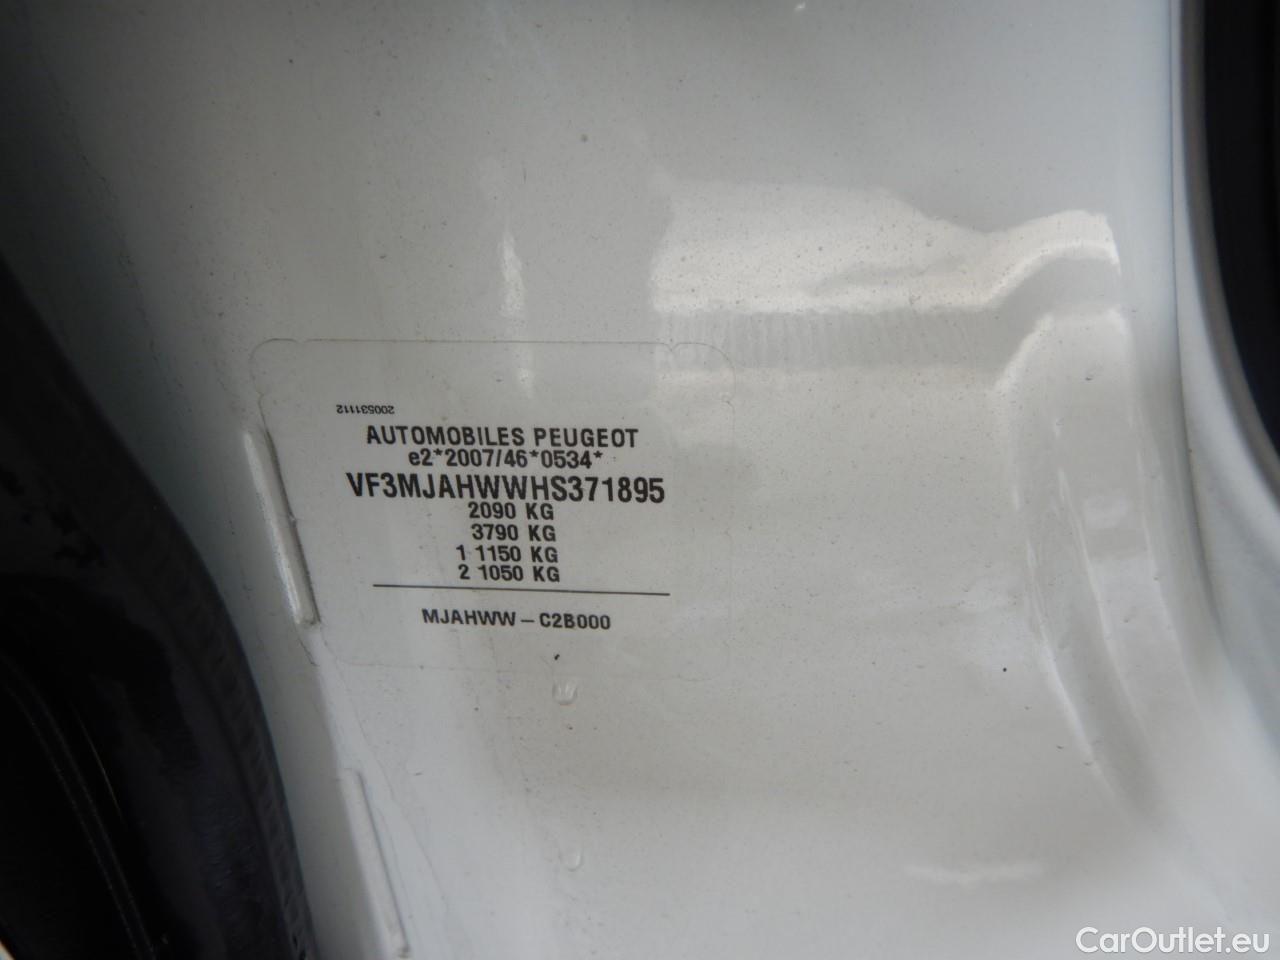 200531112
AUTOMOBILES PEUGEOT
e2*2007/46*0534*
VF3MJAHWWHS371895
2090 KG
3790 KG
1 1150 KG
2 1050 KG
MJAHWW – C2B000
CarOutlet.eu